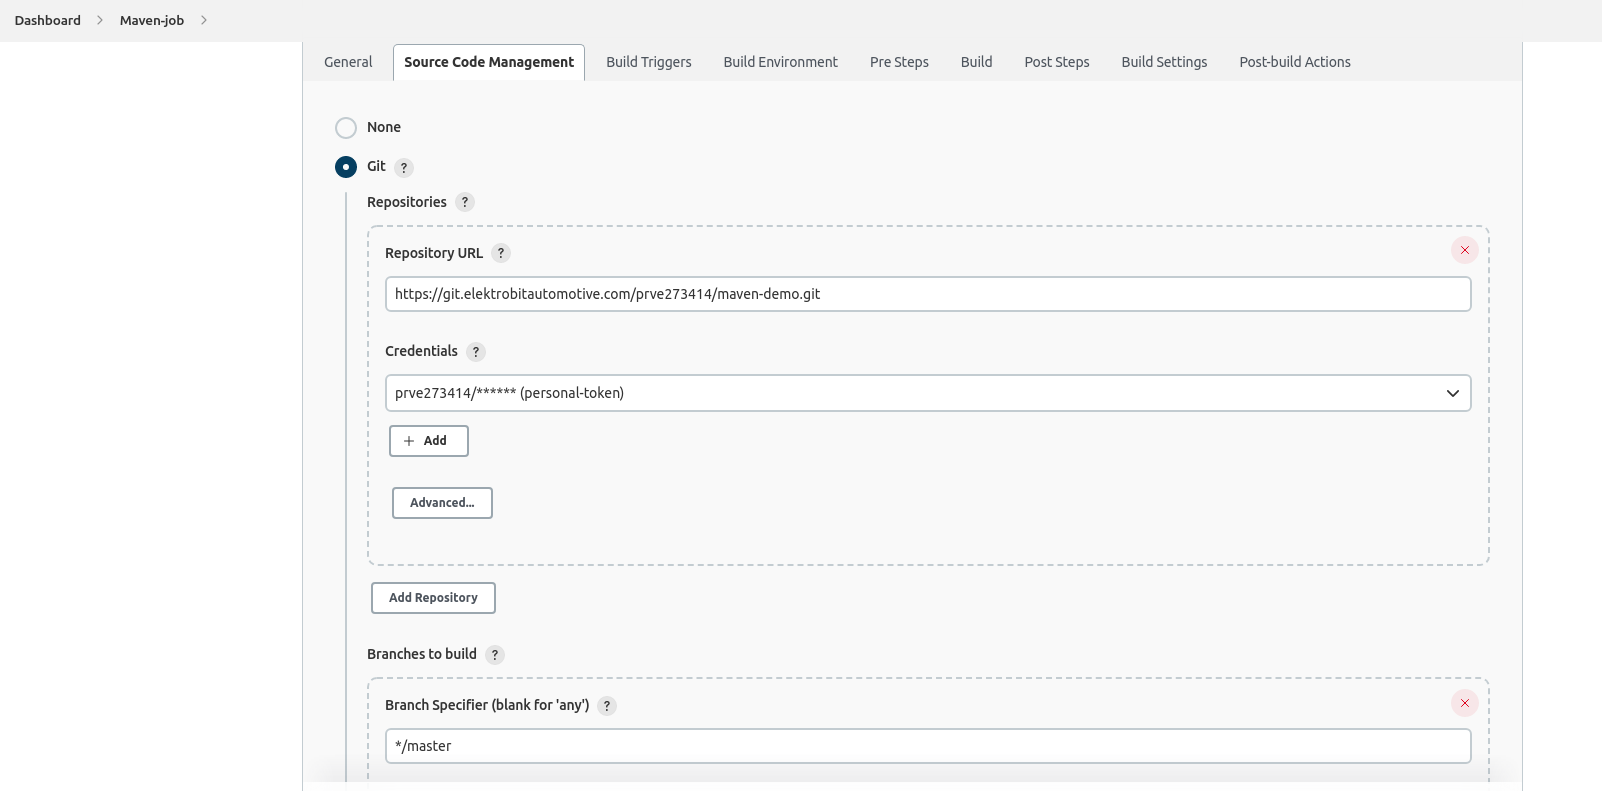 Dashboard > Maven-job >
General Source Code Management Build Triggers Build Environment Pre Steps Build Post Steps Build Settings Post-build Actions
None
Git ?
Repositories ?
Repository URL ?
https://git.elektrobitautomotive.com/prve273414/maven-demo.git
Credentials ?
prve273414/****** (personal-token)
+ Add
Advanced...
Add Repository
Branches to build ?
Branch Specifier (blank for 'any') ?
*/master